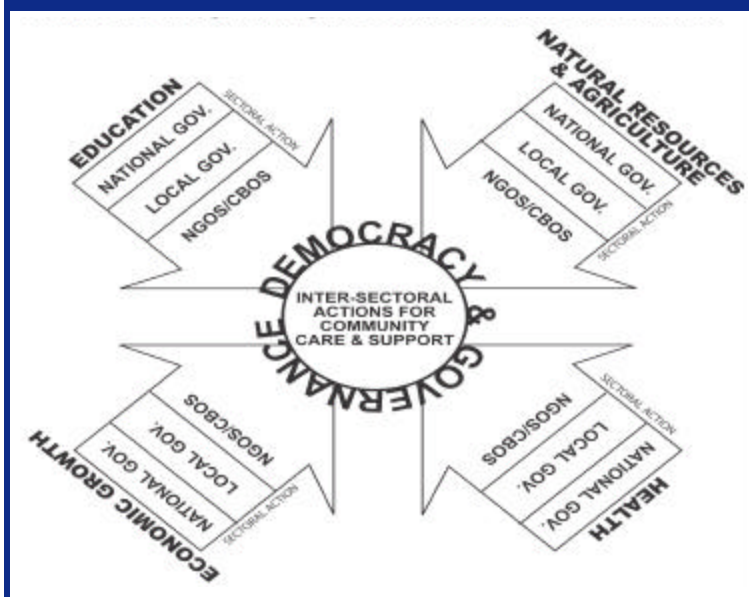 EDUCATION
SECTORAL ACTION
NATIONAL GOV.
LOCAL GOV.
NGOS/CBOS
NATURAL RESOURCES
& AGRICULTURE
NATIONAL GOV.
LOCAL GOV.
NGOS/CBOS
SECTORAL ACTION
DEMOCRACY & GOVERNANCE
INTER-SECTORAL
ACTIONS FOR
COMMUNITY
CARE & SUPPORT
NGOS/CBOS
LOCAL GOV.
NATIONAL GOV.
SECTORAL ACTION
ECONOMIC GROWTH
SECTORAL ACTION
NGOS/CBOS
LOCAL GOV.
NATIONAL GOV.
HEALTH